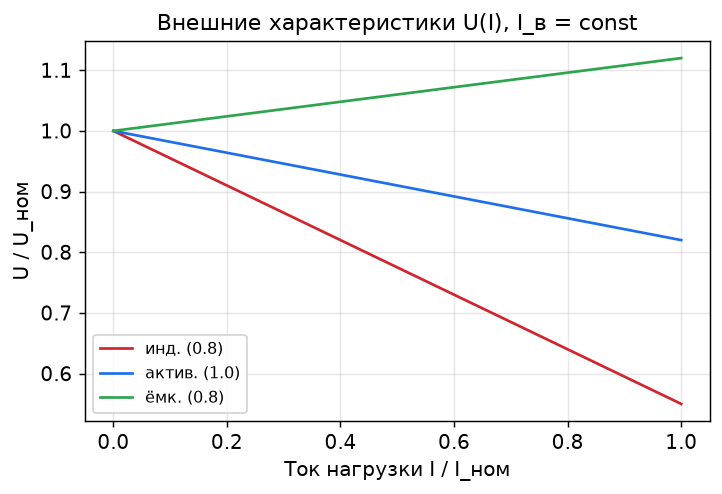 Внешние характеристики U(I), I_в = const
U / U_ном
1.1
1.0
0.9
0.8
0.7
0.6
инд. (0.8)
актив. (1.0)
ёмк. (0.8)
0.0 0.2 0.4 0.6 0.8 1.0
Ток нагрузки I / I_ном